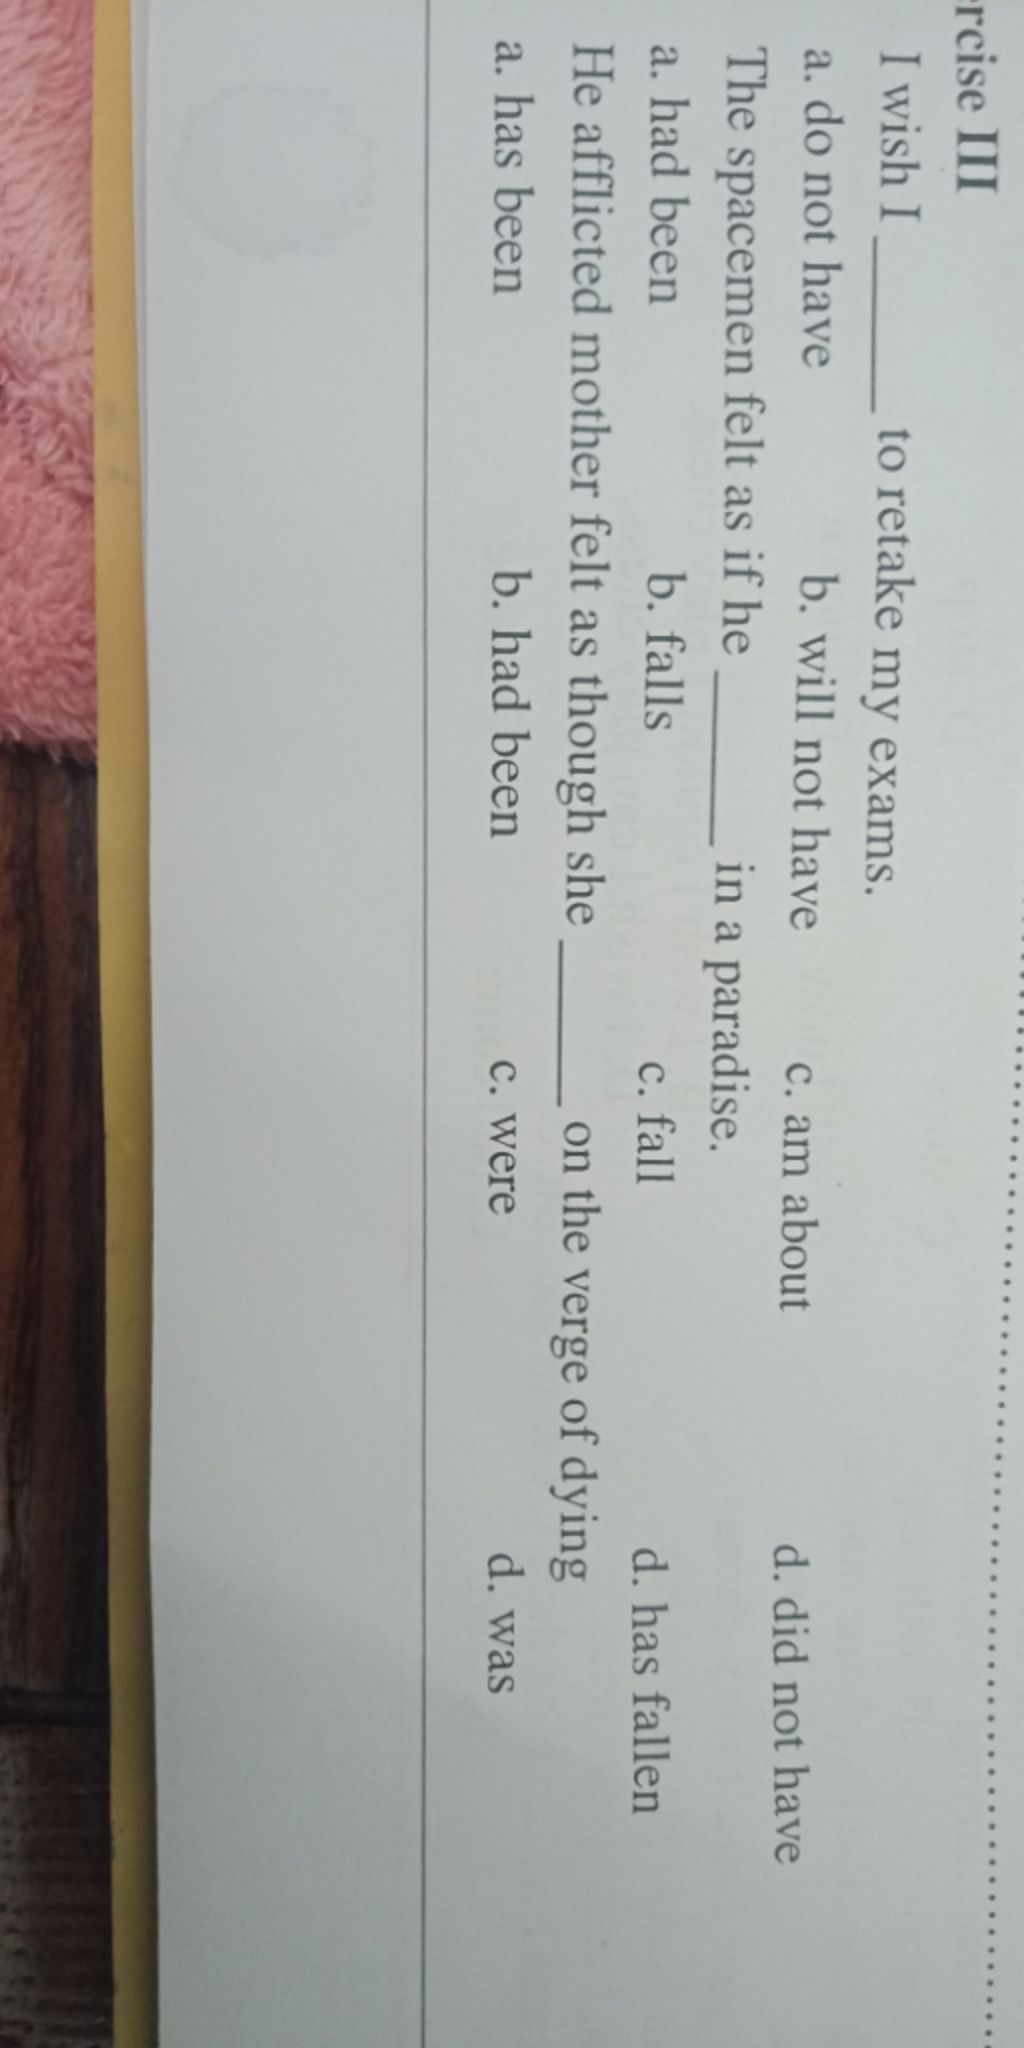 rcise III
I wish I ______ to retake my exams.
a. do not have b. will not have c. am about d. did not have
The spacemen felt as if he ______ in a paradise.
a. had been b. falls c. fall d. has fallen
He afflicted mother felt as though she ______ on the verge of dying
a. has been b. had been c. were d. was